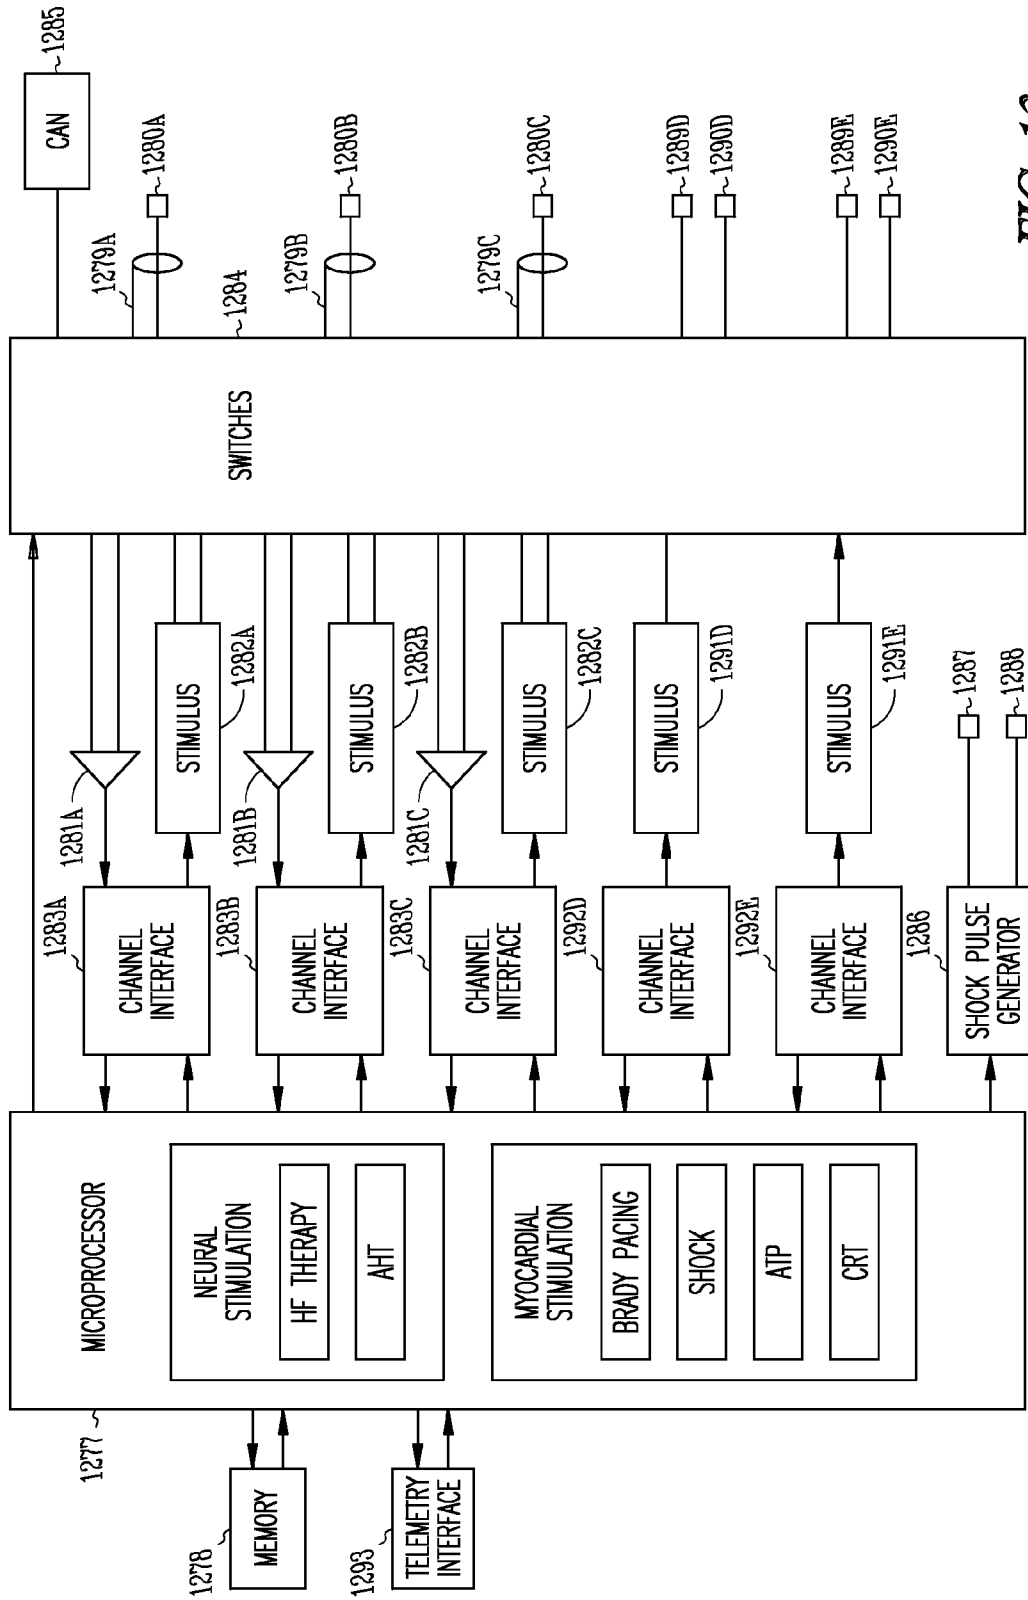 1277
MICROPROCESSOR
NEURAL
STIMULATION
HF THERAPY
AHT
MYOCARDIAL
STIMULATION
BRADY PACING
SHOCK
ATP
CRT
1278
MEMORY
1293
TELEMETRY
INTERFACE
1283A
CHANNEL
INTERFACE
1281A
STIMULUS
1282A
1283B
CHANNEL
INTERFACE
1281B
STIMULUS
1282B
1283C
CHANNEL
INTERFACE
1281C
STIMULUS
1282C
1292D
CHANNEL
INTERFACE
STIMULUS
1291D
1292E
CHANNEL
INTERFACE
STIMULUS
1291E
1286
SHOCK PULSE
GENERATOR
1287
1288
SWITCHES
1284
CAN
1285
1279A
1280A
1279B
1280B
1279C
1280C
1289D
1290D
1289E
1290E